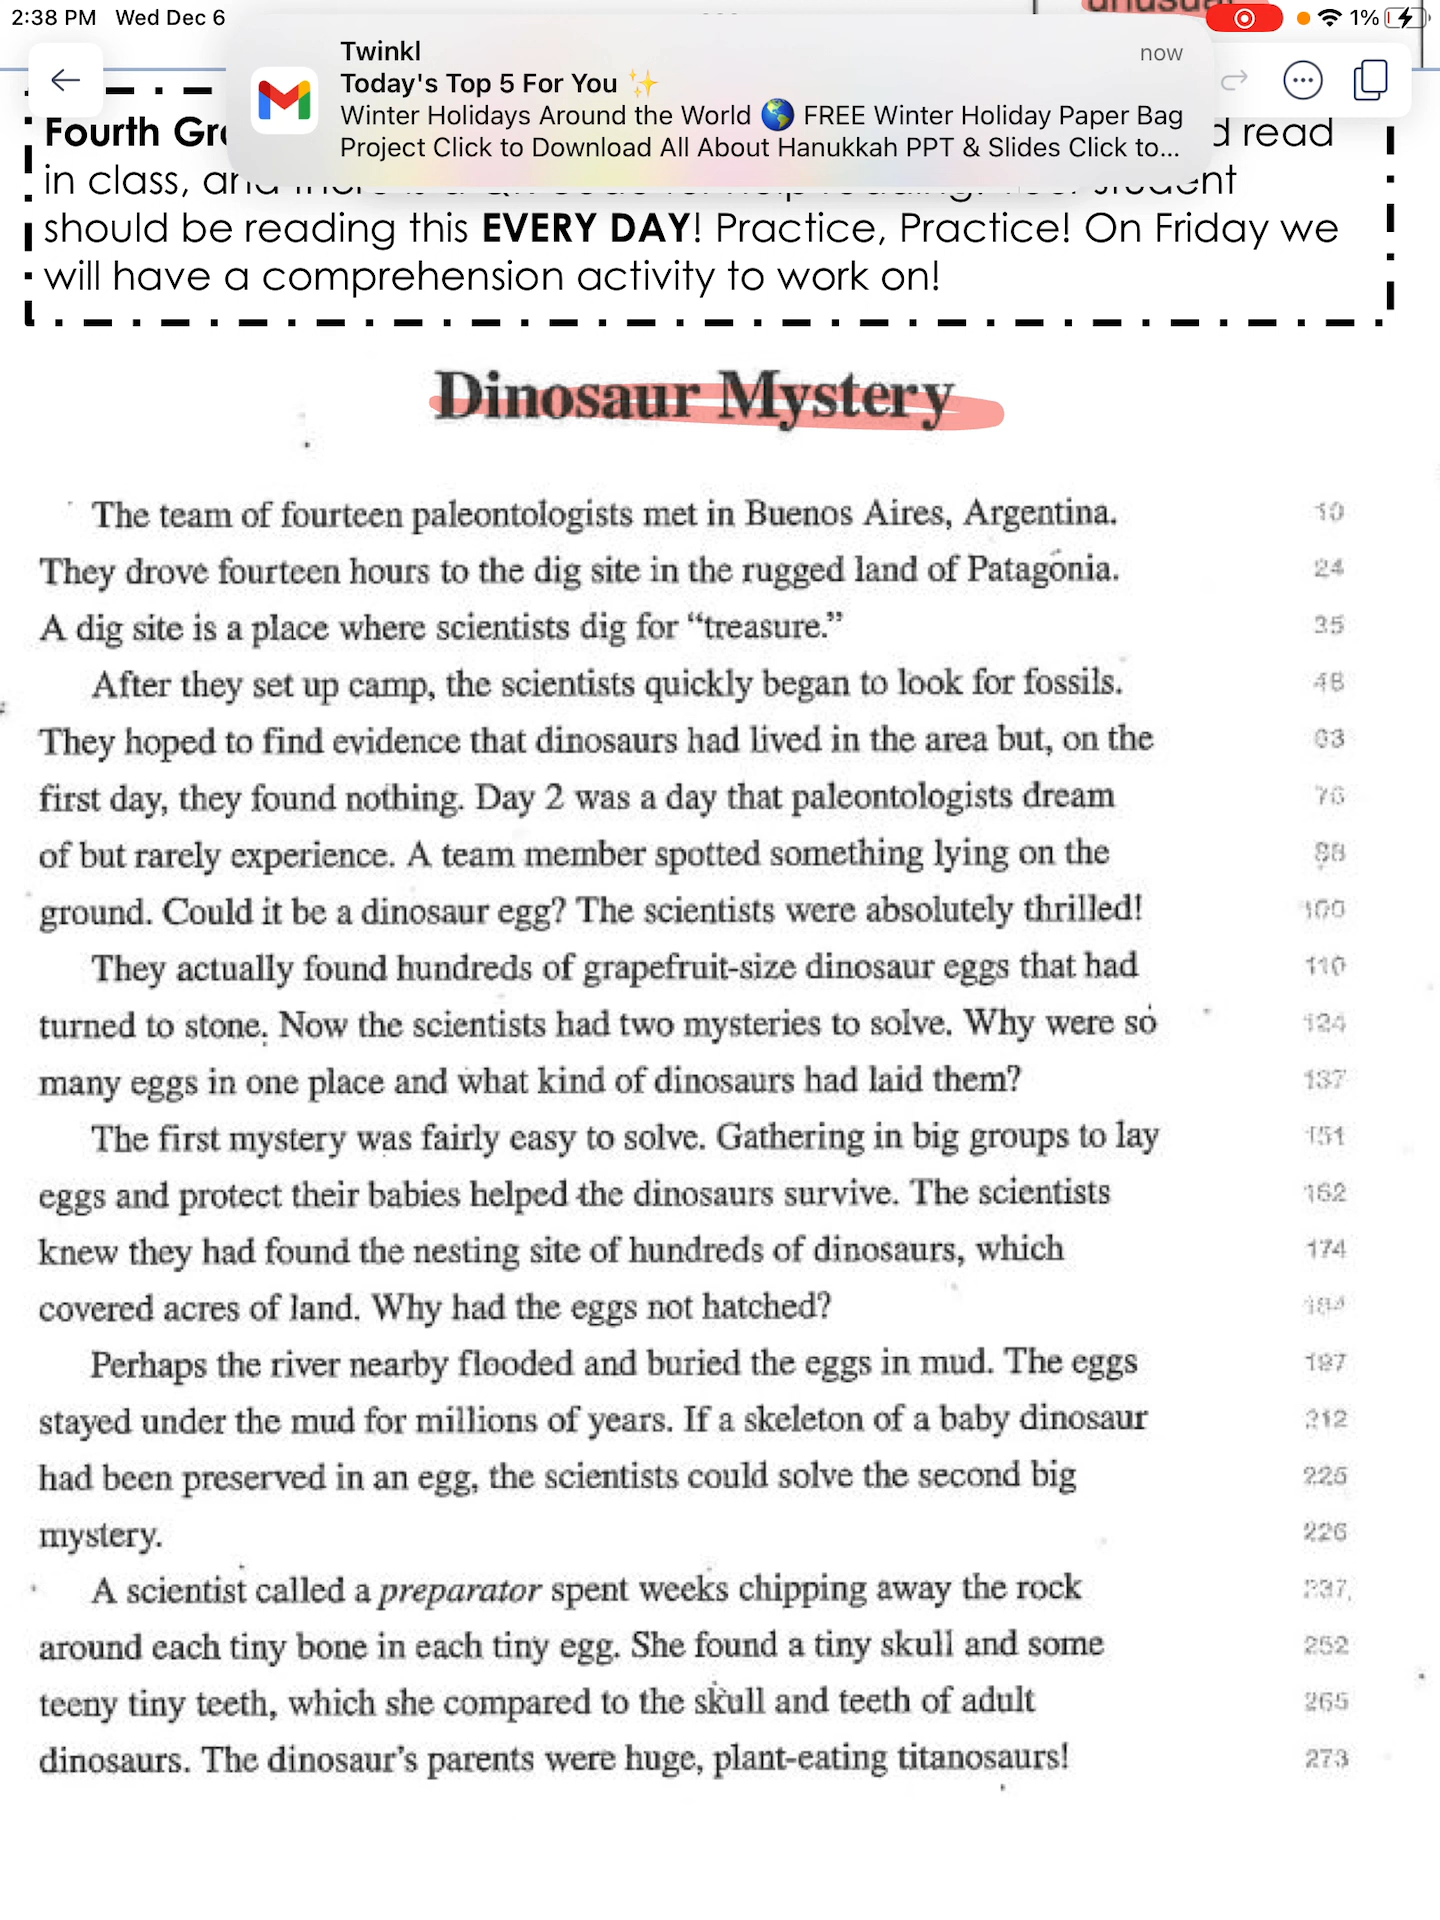 2:38 PM Wed Dec 6
1%
Twinkl
now
Today's Top 5 For You ✨
Winter Holidays Around the World 🌎 FREE Winter Holiday Paper Bag
Project Click to Download All About Hanukkah PPT & Slides Click to...
Fourth read
in class,
should be reading this EVERY DAY! Practice, Practice! On Friday we
will have a comprehension activity to work on!
Dinosaur Mystery
The team of fourteen paleontologists met in Buenos Aires, Argentina. 10
They drove fourteen hours to the dig site in the rugged land of Patagonia. 24
A dig site is a place where scientists dig for “treasure.” 35
After they set up camp, the scientists quickly began to look for fossils. 48
They hoped to find evidence that dinosaurs had lived in the area but, on the 63
first day, they found nothing. Day 2 was a day that paleontologists dream 76
of but rarely experience. A team member spotted something lying on the 88
ground. Could it be a dinosaur egg? The scientists were absolutely thrilled! 100
They actually found hundreds of grapefruit-size dinosaur eggs that had 110
turned to stone. Now the scientists had two mysteries to solve. Why were so 124
many eggs in one place and what kind of dinosaurs had laid them? 137
The first mystery was fairly easy to solve. Gathering in big groups to lay 151
eggs and protect their babies helped the dinosaurs survive. The scientists 162
knew they had found the nesting site of hundreds of dinosaurs, which 174
covered acres of land. Why had the eggs not hatched? 184
Perhaps the river nearby flooded and buried the eggs in mud. The eggs 197
stayed under the mud for millions of years. If a skeleton of a baby dinosaur 212
had been preserved in an egg, the scientists could solve the second big 225
mystery. 226
A scientist called a preparator spent weeks chipping away the rock 237
around each tiny bone in each tiny egg. She found a tiny skull and some 252
teeny tiny teeth, which she compared to the skull and teeth of adult 265
dinosaurs. The dinosaur’s parents were huge, plant-eating titanosaurs! 273